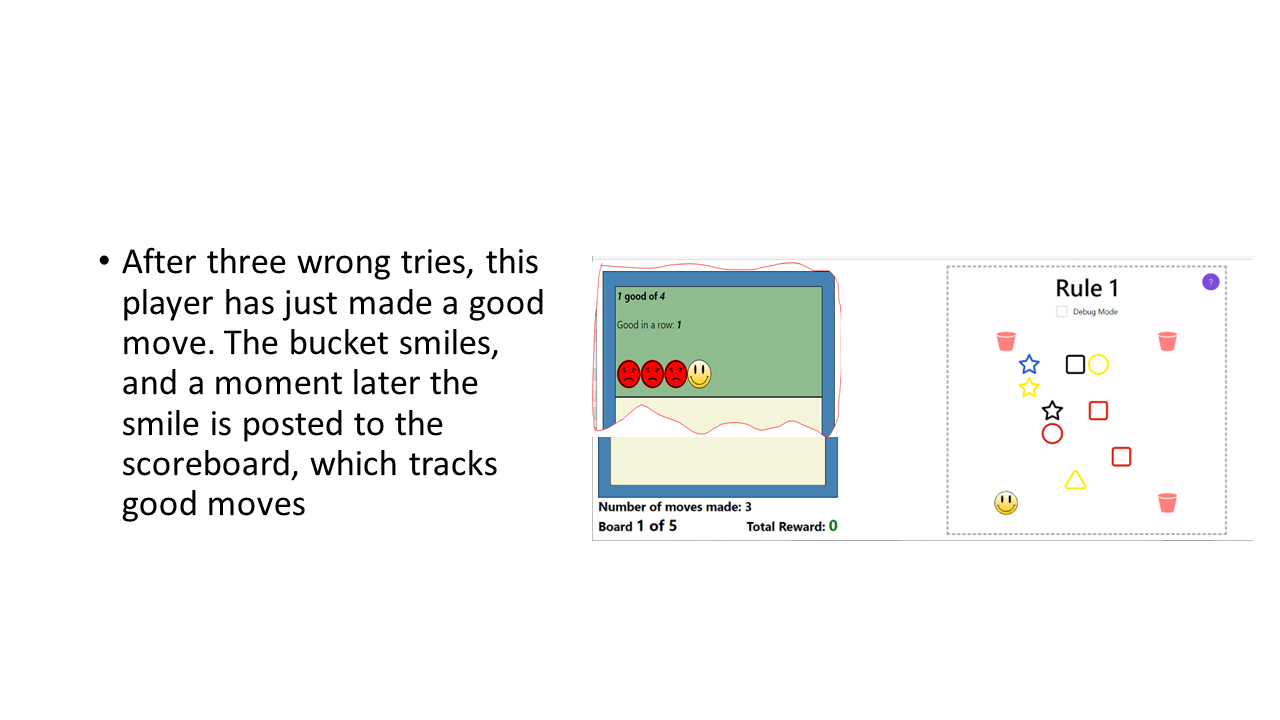 • After three wrong tries, this
player has just made a good
move. The bucket smiles,
and a moment later the
smile is posted to the
scoreboard, which tracks
good moves
1 good of 4
Good in a row: 1
Number of moves made: 3
Board 1 of 5 Total Reward: 0
Rule 1
?
Debug Mode